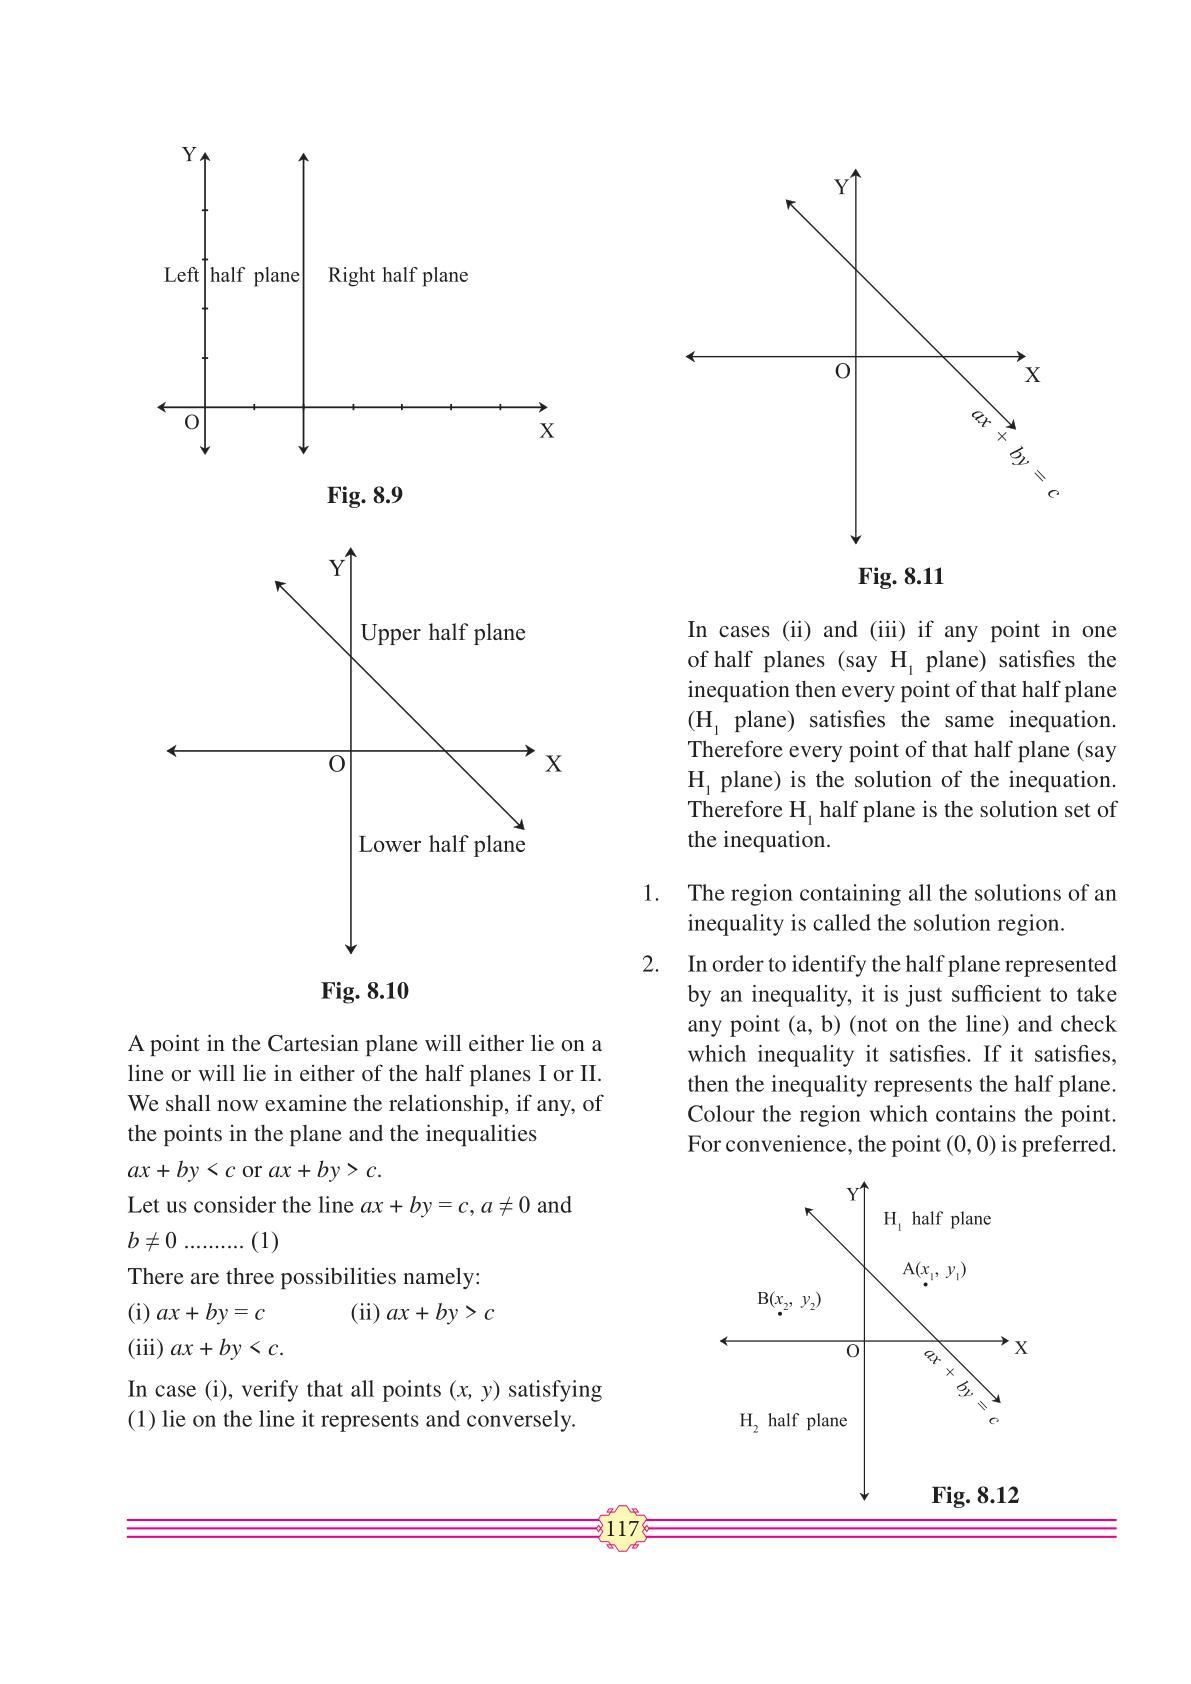 Y
Left half plane Right half plane
O
X
Fig. 8.9
Y
Upper half plane
O
X
Lower half plane
Fig. 8.10
A point in the Cartesian plane will either lie on a
line or will lie in either of the half planes I or II.
We shall now examine the relationship, if any, of
the points in the plane and the inequalities
ax + by < c or ax + by > c.
Let us consider the line ax + by = c, a ≠ 0 and
b ≠ 0 .......... (1)
There are three possibilities namely:
(i) ax + by = c (ii) ax + by > c
(iii) ax + by < c.
In case (i), verify that all points (x, y) satisfying
(1) lie on the line it represents and conversely.
Y
O
X
ax + by = c
Fig. 8.11
In cases (ii) and (iii) if any point in one
of half planes (say H₁ plane) satisfies the
inequation then every point of that half plane
(H₁ plane) satisfies the same inequation.
Therefore every point of that half plane (say
H₁ plane) is the solution of the inequation.
Therefore H₁ half plane is the solution set of
the inequation.
1. The region containing all the solutions of an
inequality is called the solution region.
2. In order to identify the half plane represented
by an inequality, it is just sufficient to take
any point (a, b) (not on the line) and check
which inequality it satisfies. If it satisfies,
then the inequality represents the half plane.
Colour the region which contains the point.
For convenience, the point (0, 0) is preferred.
Y
H₁ half plane
A(x₁, y₁)
B(x₂, y₂)
O
X
ax + by = c
H₂ half plane
Fig. 8.12
117